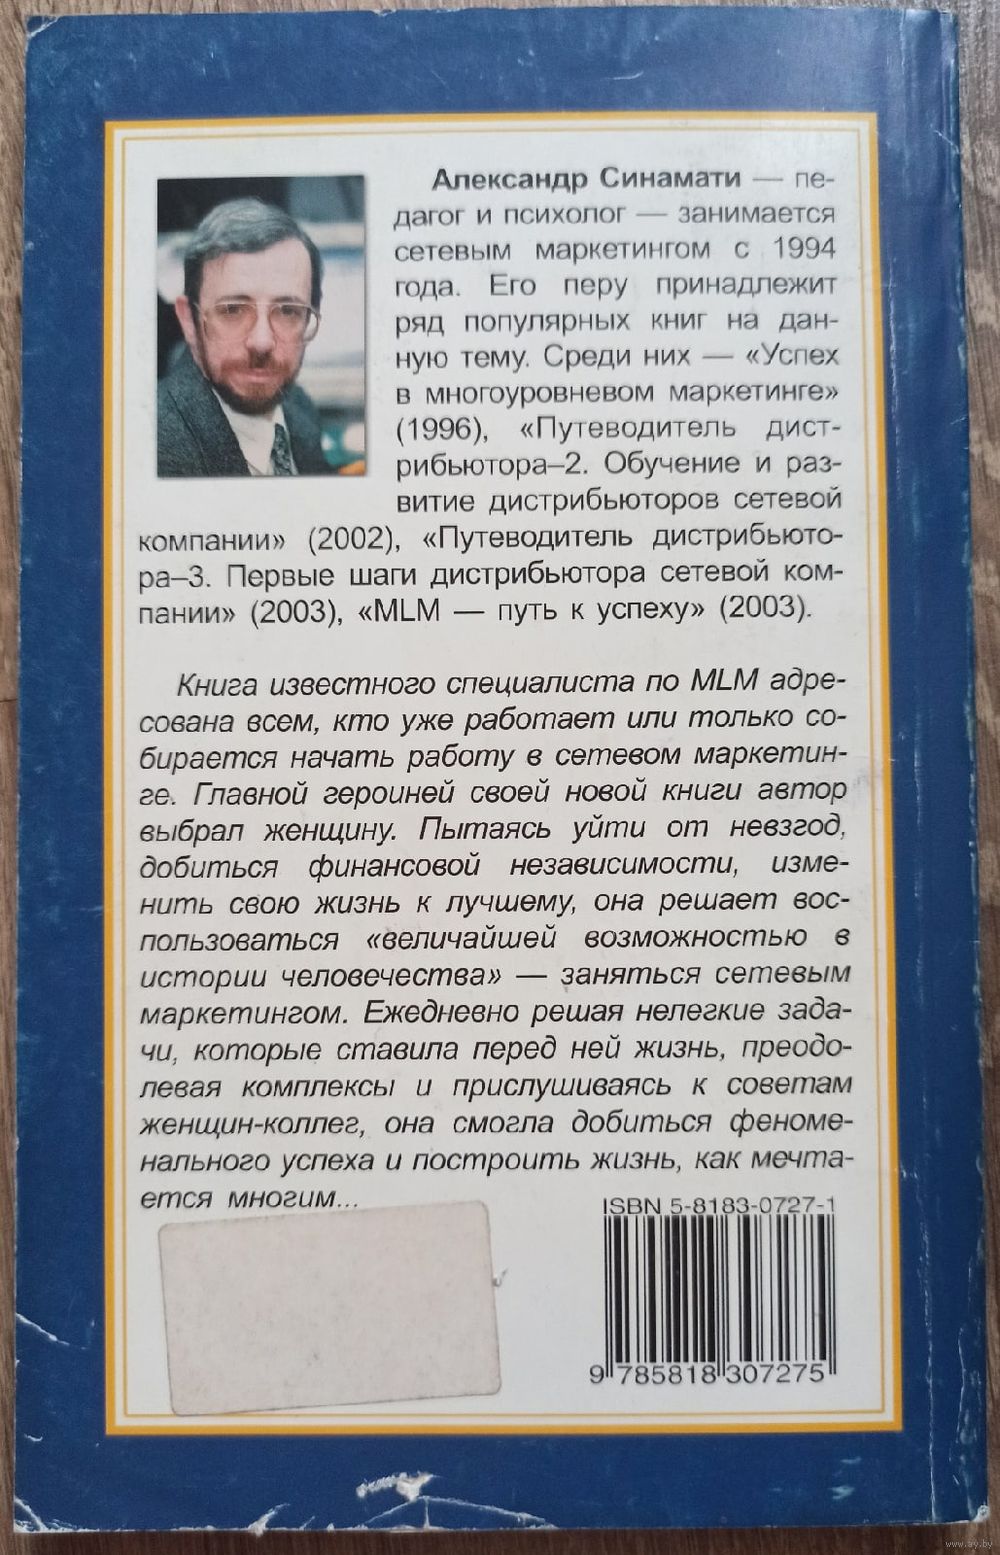 Александр Синамати — пе-
дагог и психолог — занимается
сетевым маркетингом с 1994
года. Его перу принадлежит
ряд популярных книг на дан-
ную тему. Среди них — «Успех
в многоуровневом маркетинге»
(1996), «Путеводитель дист-
рибьютора–2. Обучение и раз-
витие дистрибьюторов сетевой
компании» (2002), «Путеводитель дистрибьюто-
ра–3. Первые шаги дистрибьютора сетевой ком-
пании» (2003), «MLM — путь к успеху» (2003).
Книга известного специалиста по MLM адре-
сована всем, кто уже работает или только со-
бирается начать работу в сетевом маркетин-
ге. Главной героиней своей новой книги автор
выбрал женщину. Пытаясь уйти от невзгод,
добиться финансовой независимости, изме-
нить свою жизнь к лучшему, она решает вос-
пользоваться «величайшей возможностью в
истории человечества» — заняться сетевым
маркетингом. Ежедневно решая нелегкие зада-
чи, которые ставила перед ней жизнь, преодо-
левая комплексы и прислушиваясь к советам
женщин-коллег, она смогла добиться феноме-
нального успеха и построить жизнь, как мечта-
ется многим...
ISBN 5-8183-0727-1
9 785818 307275
www.ay.by